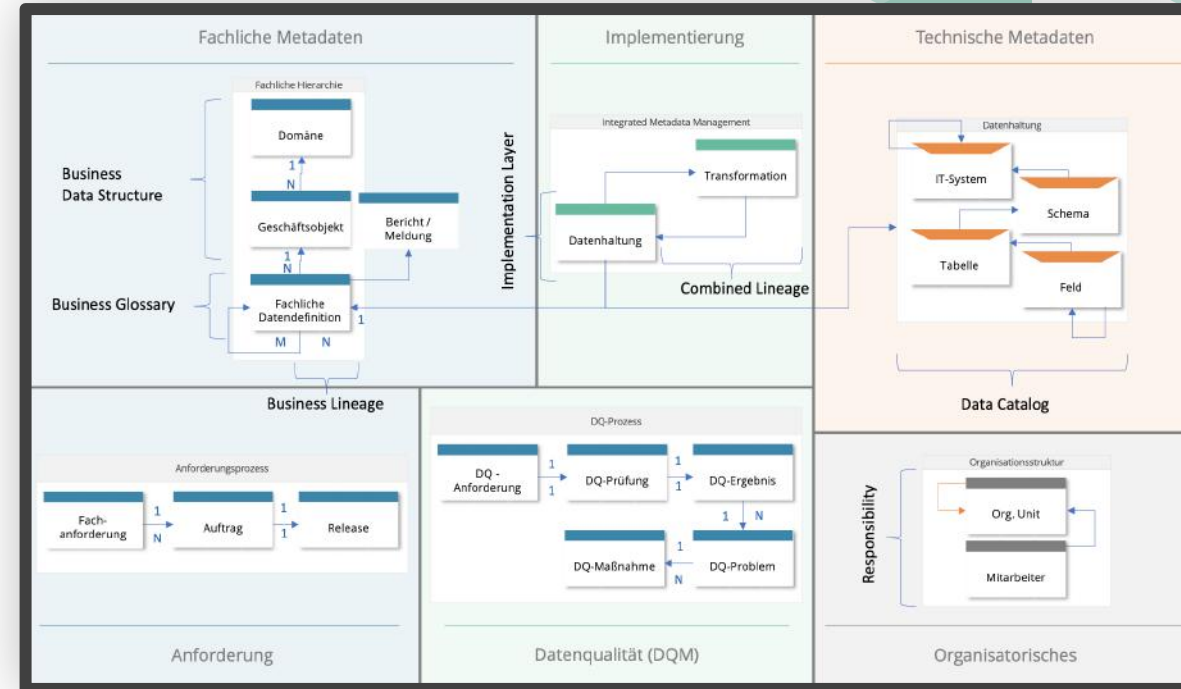 Fachliche Metadaten
Fachliche Hierarchie
Domäne
1
N
Business
Data Structure
Geschäftsobjekt
Bericht /
Meldung
1
N
Business Glossary
Fachliche
Datendefinition
1
M
N
Business Lineage
Implementierung
Integrated Metadata Management
Implementation Layer
Transformation
Datenhaltung
Combined Lineage
Technische Metadaten
Datenhaltung
IT-System
Schema
Tabelle
Feld
Data Catalog
Anforderungsprozess
Fach-
anforderung
1
N
Auftrag
1
1
Release
Anforderung
DQ-Prozess
DQ -
Anforderung
1
1
DQ-Prüfung
1
1
DQ-Ergebnis
1
N
DQ-Maßnahme
1
N
DQ-Problem
Datenqualität (DQM)
Organisationsstruktur
Responsibility
Org. Unit
Mitarbeiter
Organisatorisches